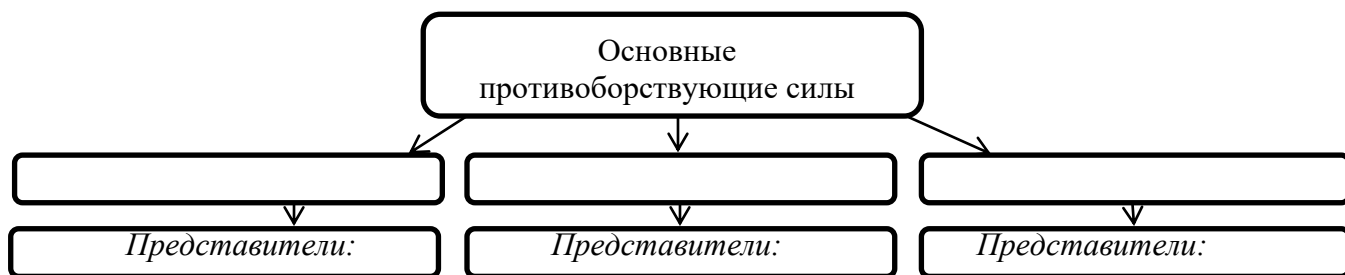 Основные
противоборствующие силы
Представители:
Представители:
Представители: